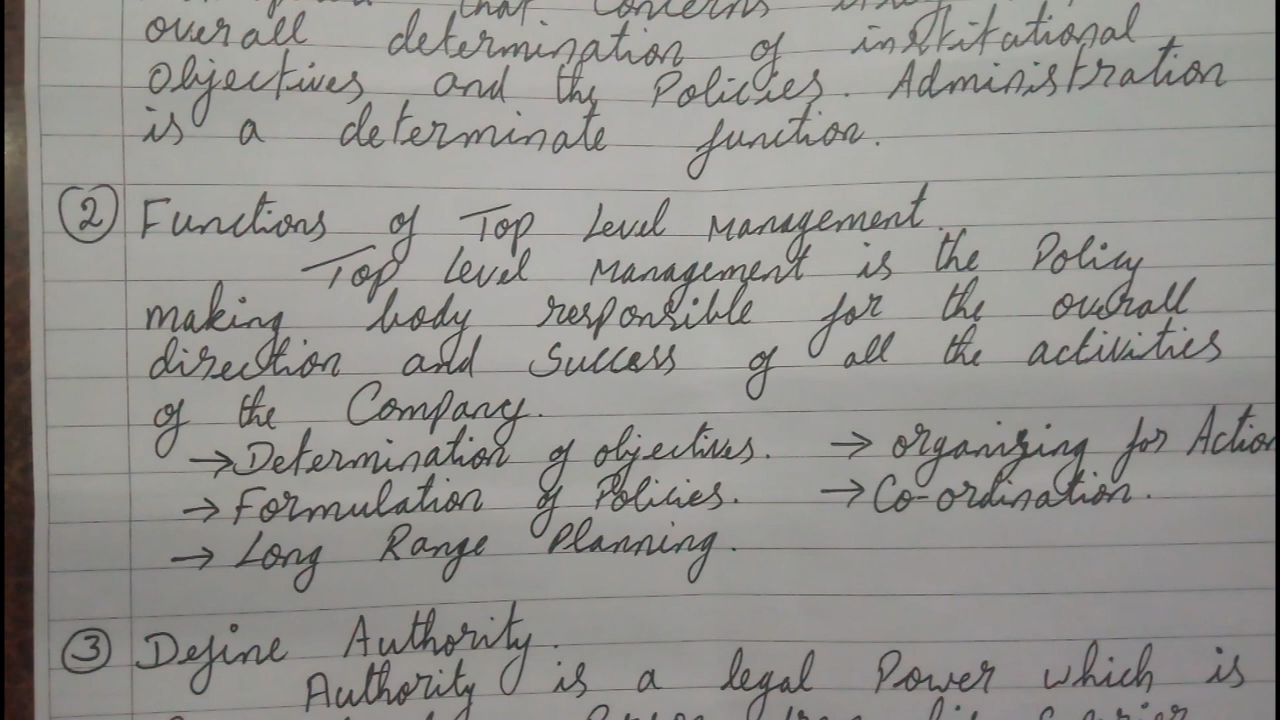 that concerns
overall determination of institutional
Objectives and the Policies. Administration
is a determinate function.
② Functions of Top Level Management.
Top Level Management is the Policy
making body responsible for the overall
direction and Success of all the activities
of the Company.
→ Determination of objectives. → organizing for Action
→ Formulation of Policies. → Co-ordination.
→ Long Range Planning.
③ Define Authority.
Authority is a legal Power which is